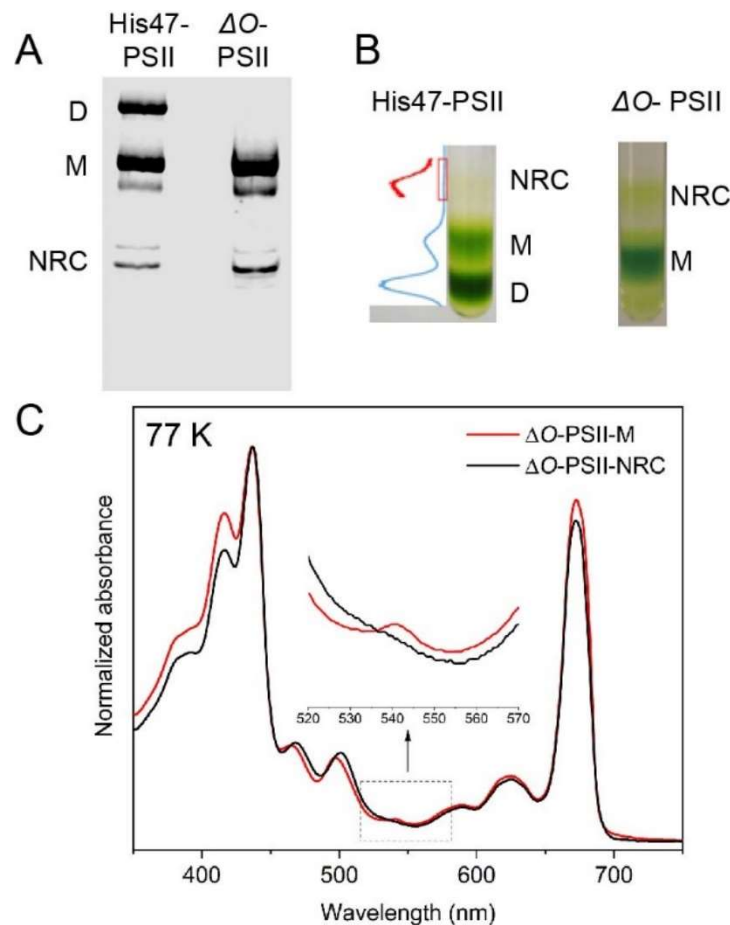 A
His47-
PSII
ΔO-
PSII
D
M
NRC
B
His47-PSII
ΔO- PSII
NRC
M
D
NRC
M
C
77 K
ΔO-PSII-M
ΔO-PSII-NRC
Normalized absorbance
520 530 540 550 560 570
400 500 600 700
Wavelength (nm)